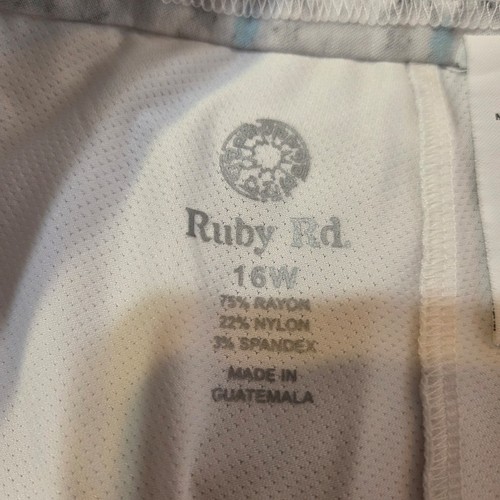 Ruby Rd.
16W
75% RAYON
22% NYLON
3% SPANDEX
MADE IN
GUATEMALA